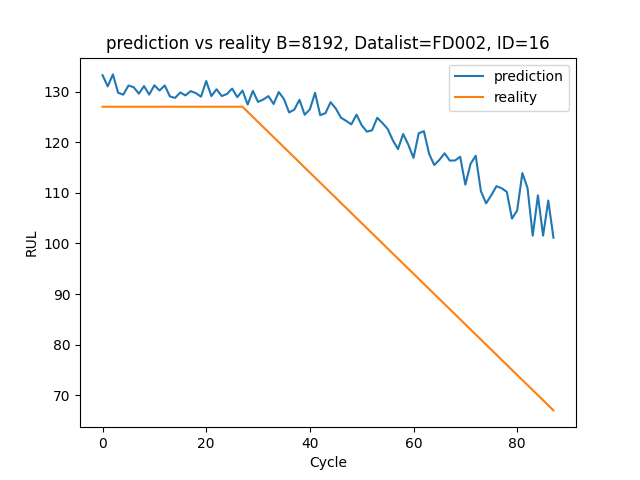 prediction vs reality B=8192, Datalist=FD002, ID=16
prediction
reality
RUL
130
120
110
100
90
80
70
0 20 40 60 80
Cycle